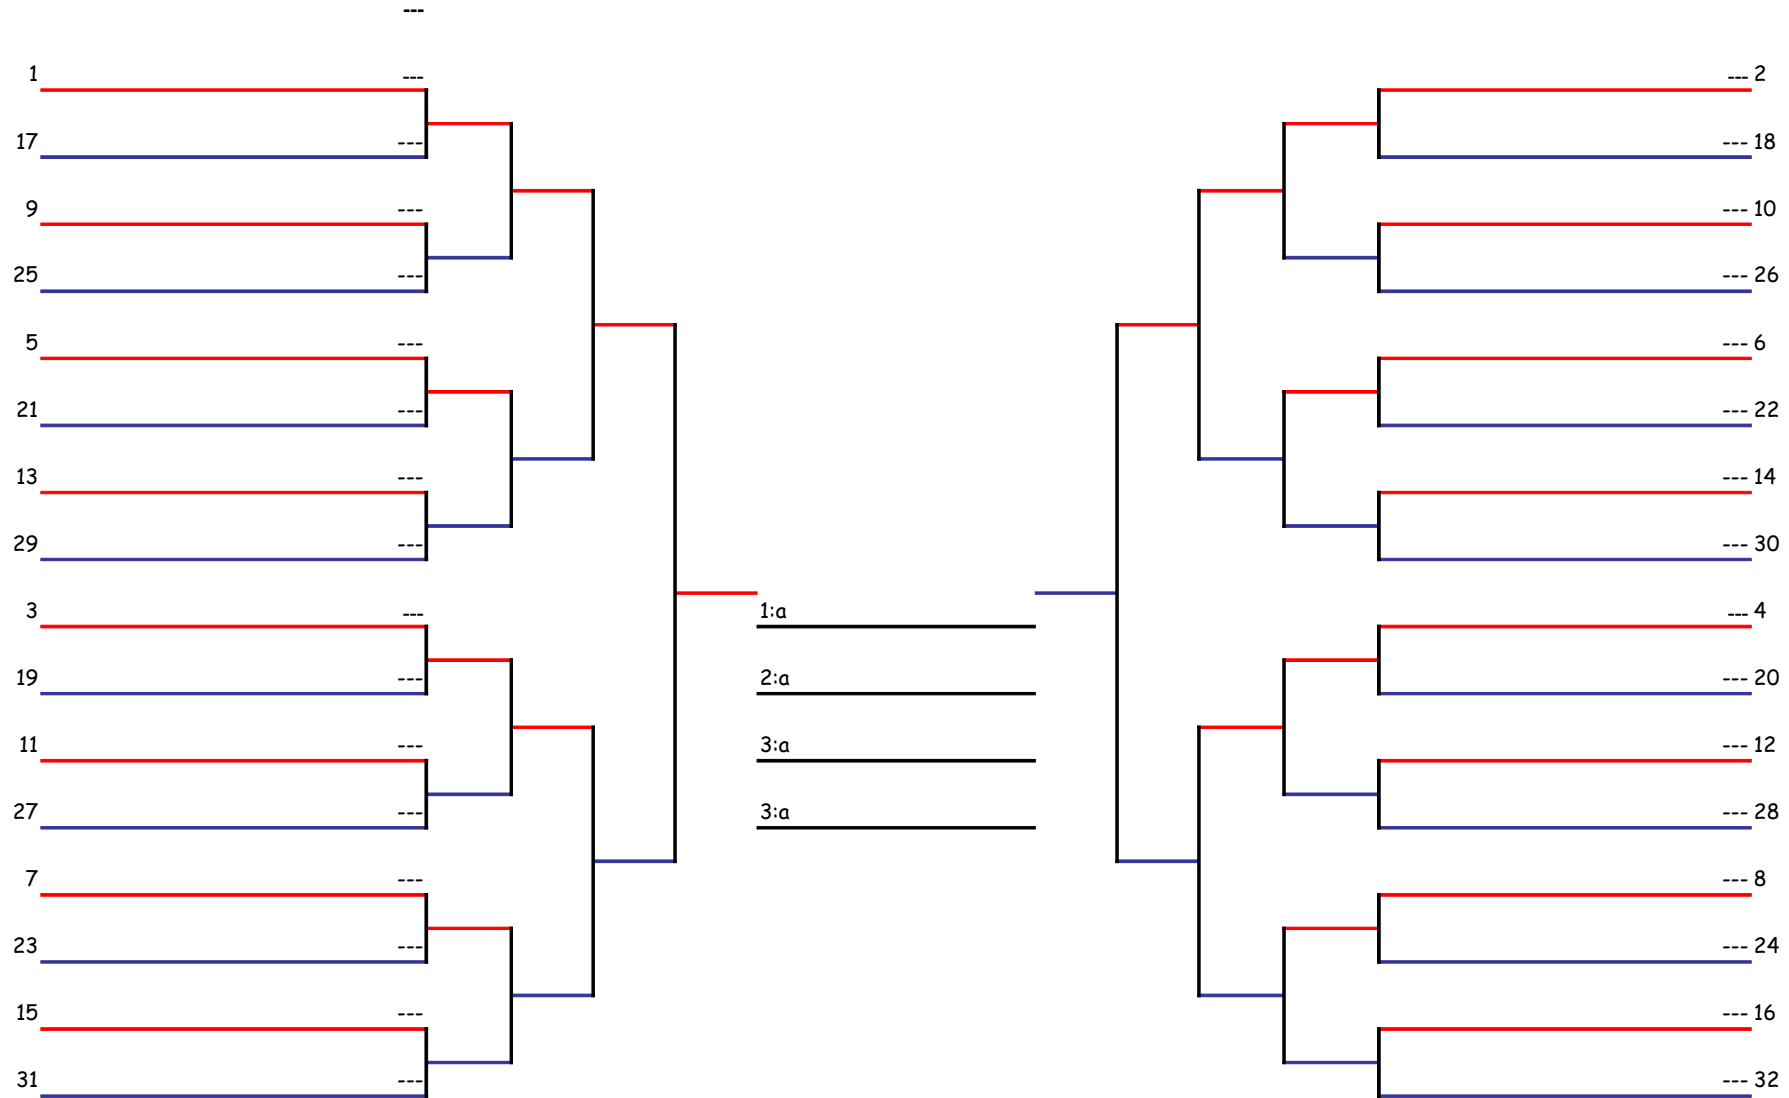 ---
1 --- --- 2
17 --- --- 18
9 --- --- 10
25 --- --- 26
5 --- --- 6
21 --- --- 22
13 --- --- 14
29 --- --- 30
3 --- 1:a --- 4
19 --- 2:a --- 20
11 --- 3:a --- 12
27 --- 3:a --- 28
7 --- --- 8
23 --- --- 24
15 --- --- 16
31 --- --- 32